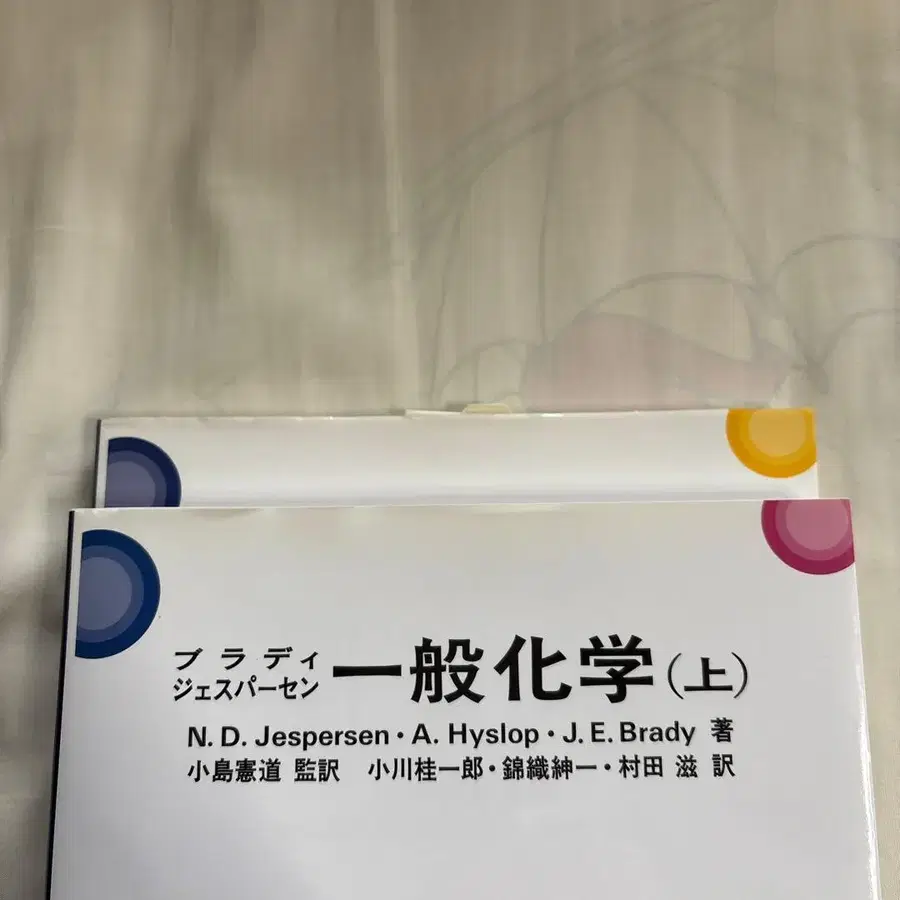 ブラディ
ジェスパーセン 一般化学(上)
N. D. Jespersen・A. Hyslop・J. E. Brady 著
小島憲道 監訳　小川桂一郎・錦織紳一・村田 滋 訳